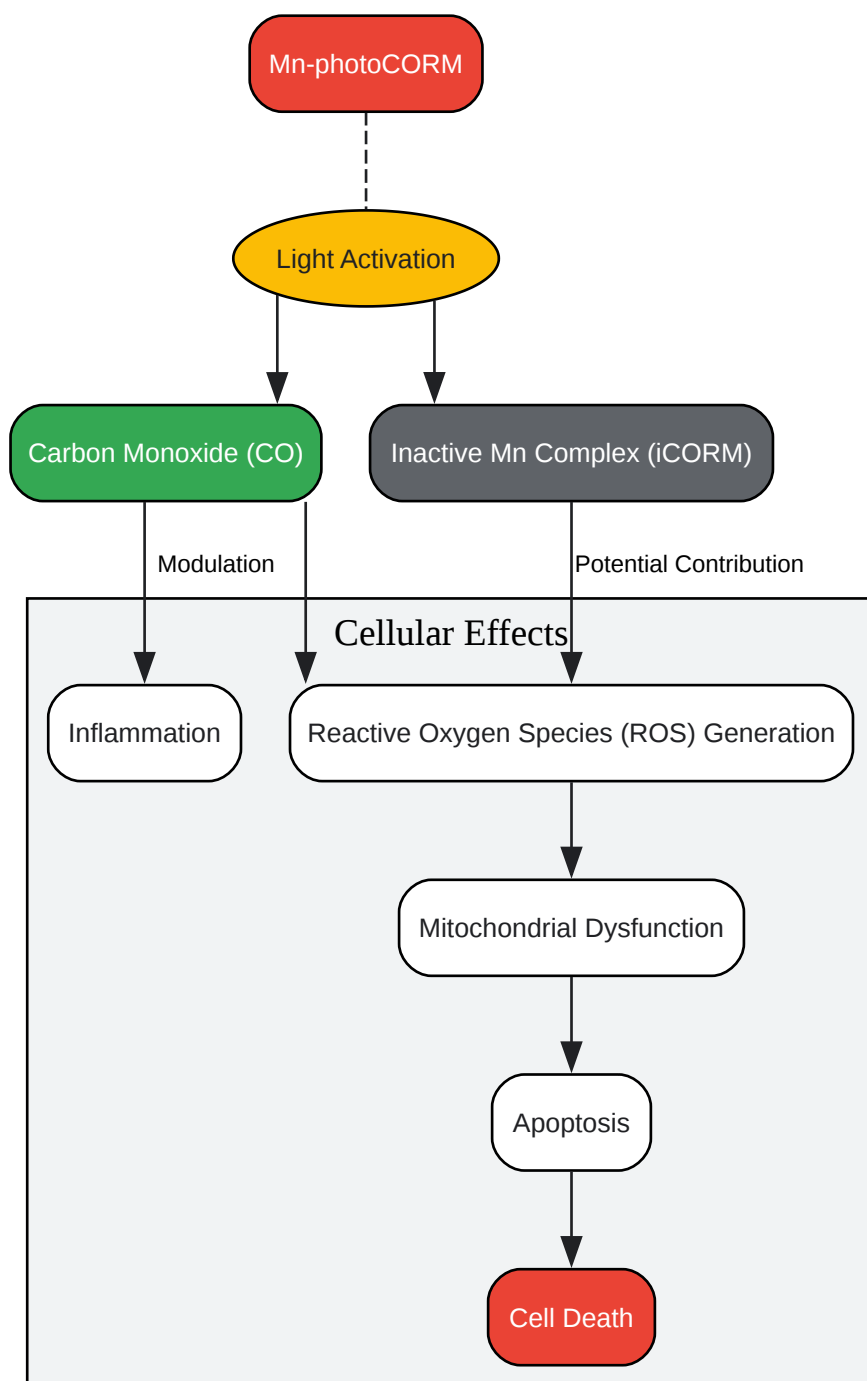 Mn-photoCORM
Light Activation
Carbon Monoxide (CO)
Inactive Mn Complex (iCORM)
Modulation
Potential Contribution
Cellular Effects
Inflammation
Reactive Oxygen Species (ROS) Generation
Mitochondrial Dysfunction
Apoptosis
Cell Death